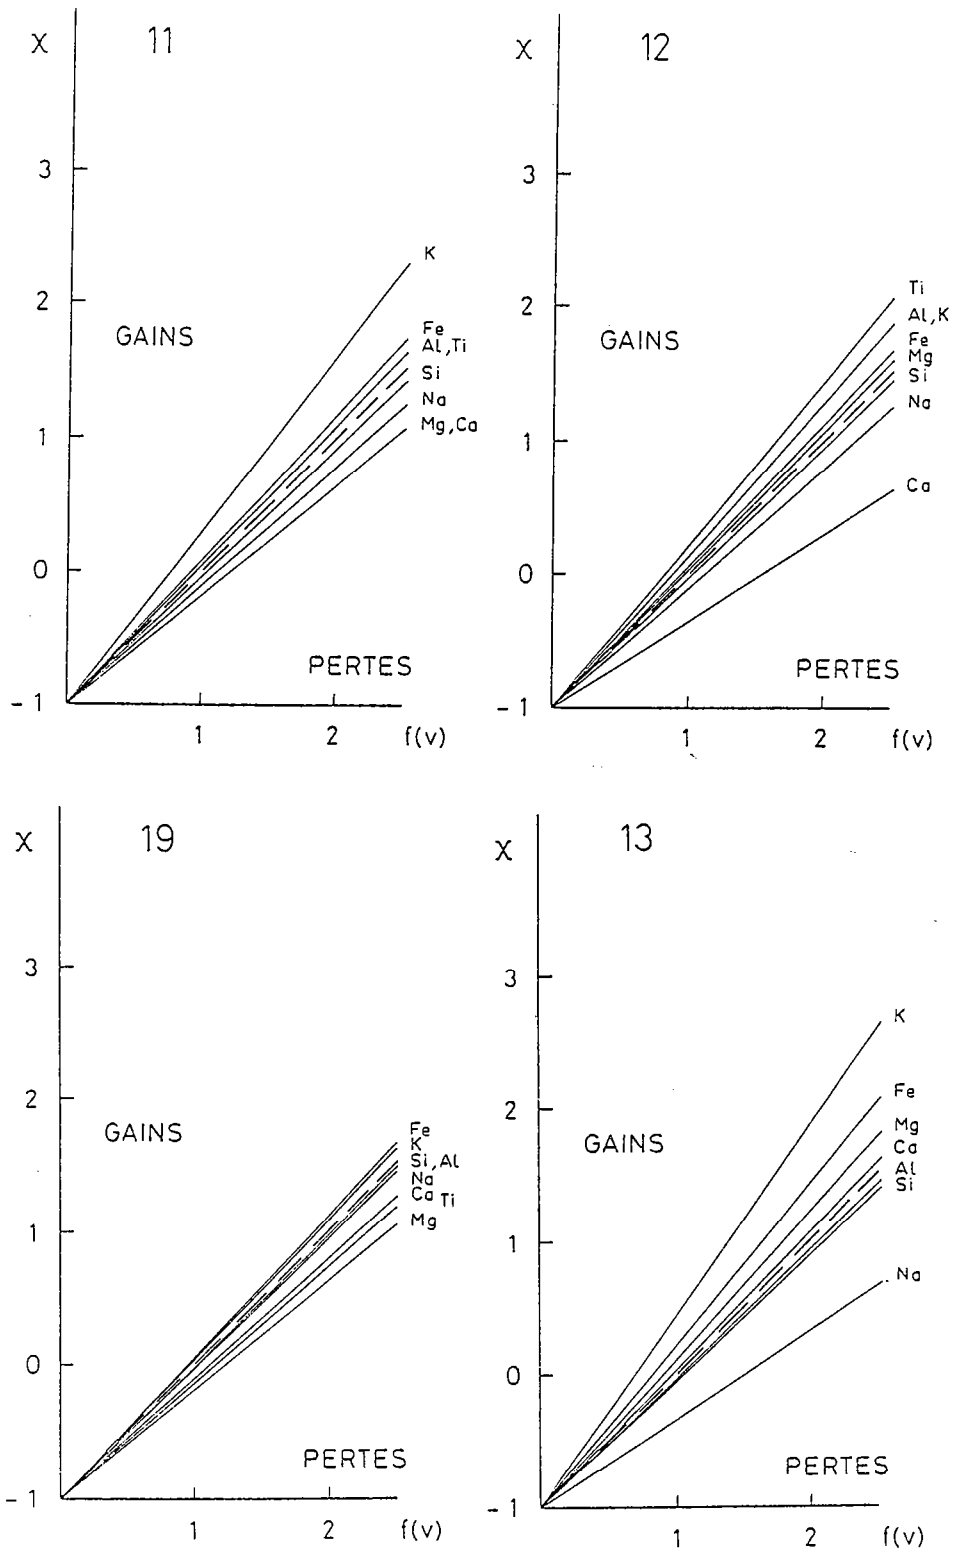 χ 11
3
K
2
GAINS
Fe
Al,Ti
Si
Na
1
Mg,Ca
0
PERTES
-1
1 2 f(v)
χ 12
3
Ti
2
Al,K
GAINS
Fe
Mg
Si
Na
1
Ca
0
PERTES
-1
1 2 f(v)
χ 19
3
2
GAINS
Fe
K
Si,Al
Na
Ca Ti
1
Mg
0
PERTES
-1
1 2 f(v)
χ 13
3
K
2
Fe
GAINS
Mg
Ca
Al
Si
1
Na
0
PERTES
-1
1 2 f(v)